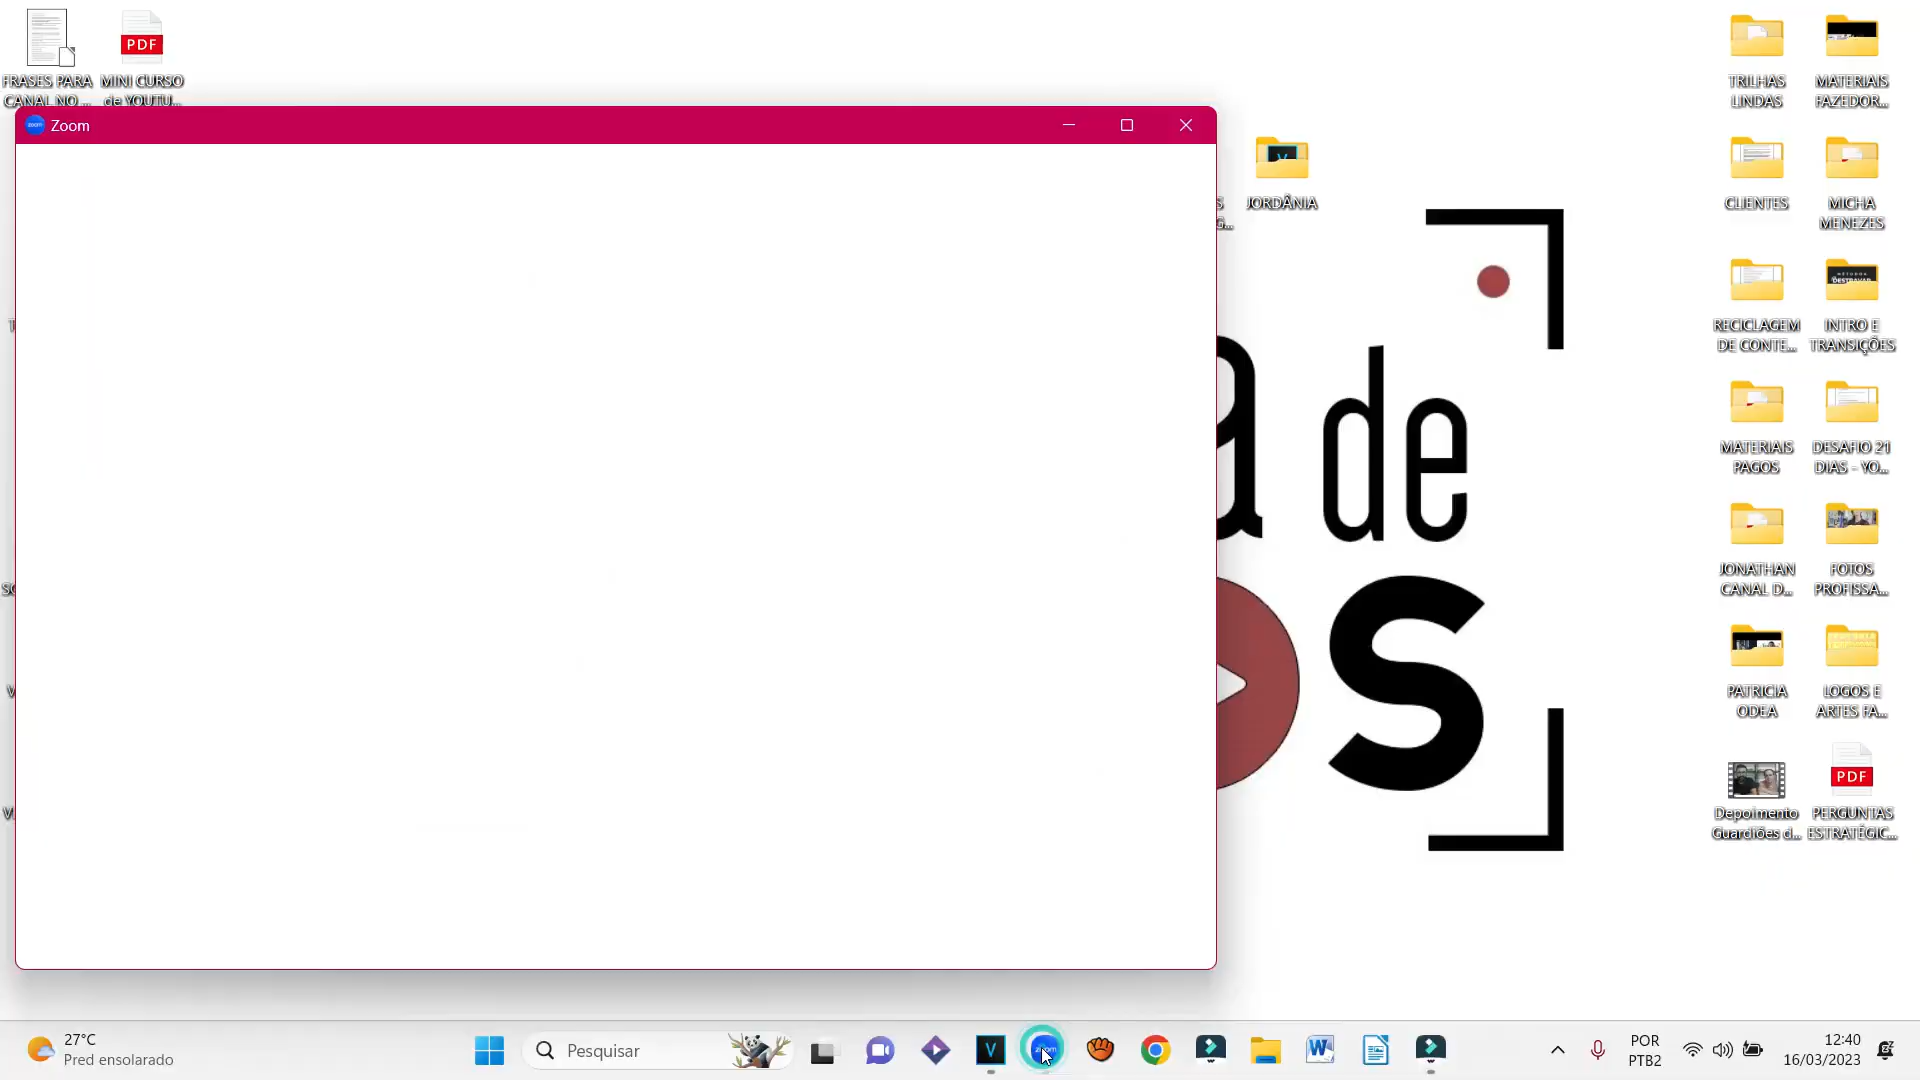 FRASES PARA
CANAL NO ...
PDF
MINI CURSO
de YOUTU...
Zoom
JORDÂNIA
a de
S
TRILHAS
LINDAS
MATERIAIS
FAZEDOR...
CLIENTES
MICHA
MENEZES
RECICLAGEM
DE CONTE...
INTRO E
TRANSIÇÕES
MATERIAIS
PAGOS
DESAFIO 21
DIAS - YO...
JONATHAN
CANAL D...
FOTOS
PROFISSA...
PATRICIA
ODEA
LOGOS E
ARTES FA...
Depoimento
Guardiões d...
PDF
PERGUNTAS
ESTRATÉGIC...
27°C
Pred ensolarado
Pesquisar
POR
PTB2
12:40
16/03/2023